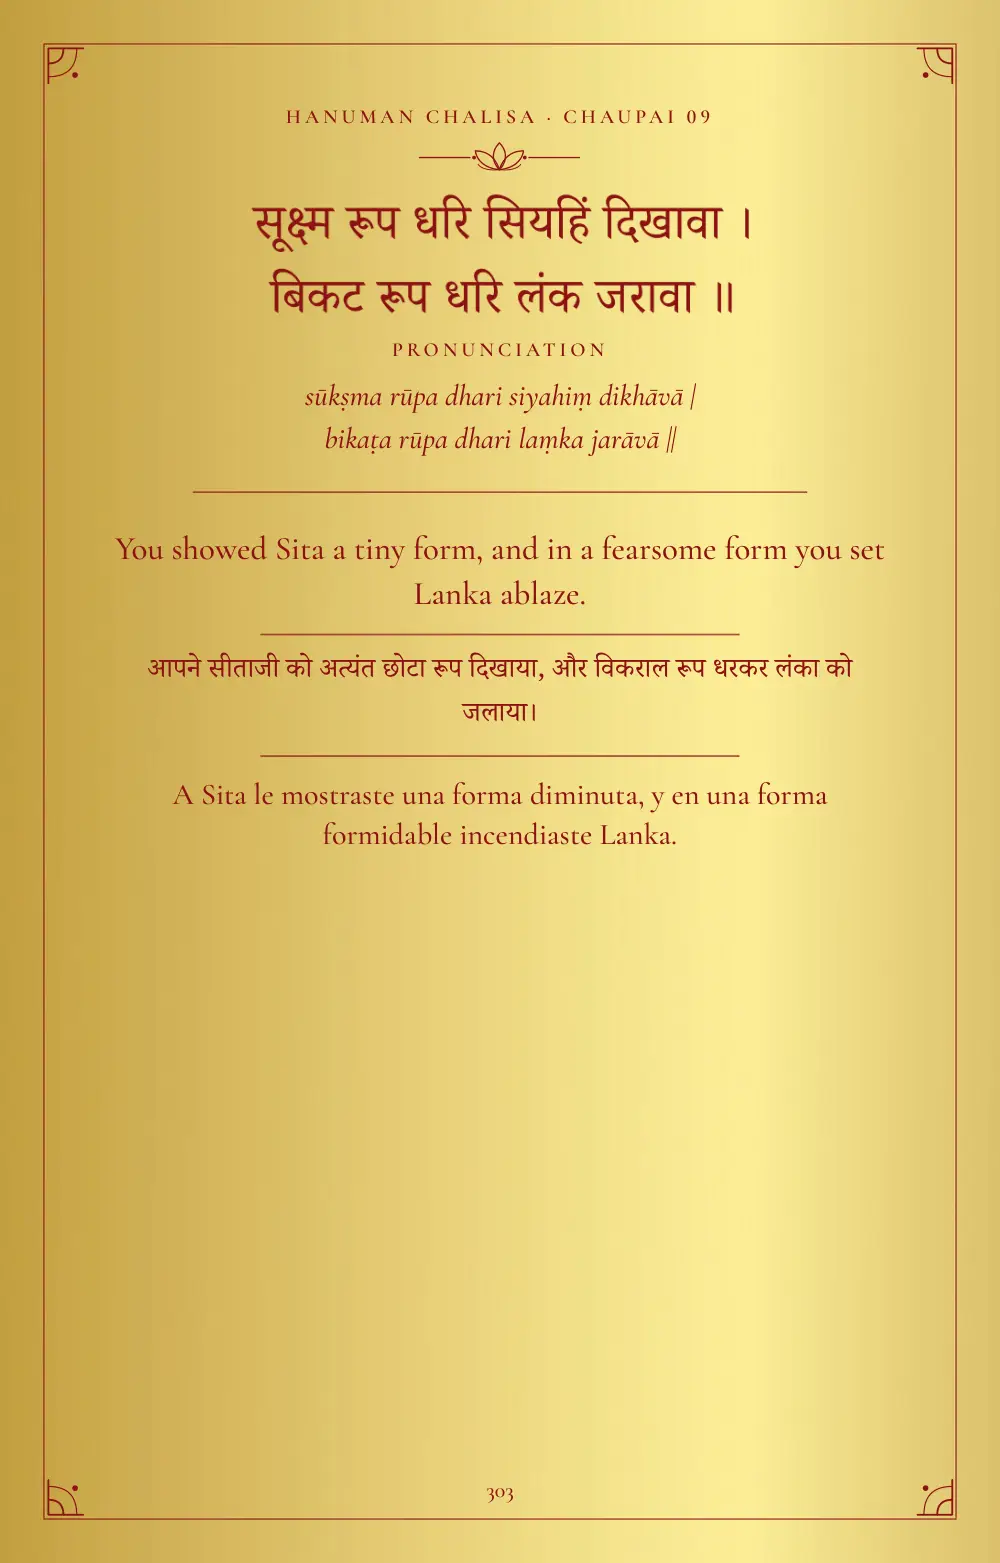 HANUMAN CHALISA · CHAUPAI 09
सूक्ष्म रूप धरि सियहिं दिखावा ।
बिकट रूप धरि लंक जरावा ॥
PRONUNCIATION
sūkṣma rūpa dhari siyahiṃ dikhāvā |
bikaṭa rūpa dhari laṃka jarāvā ||
You showed Sita a tiny form, and in a fearsome form you set
Lanka ablaze.
आपने सीताजी को अत्यंत छोटा रूप दिखाया, और विकराल रूप धरकर लंका को
जलाया।
A Sita le mostraste una forma diminuta, y en una forma
formidable incendiaste Lanka.
303